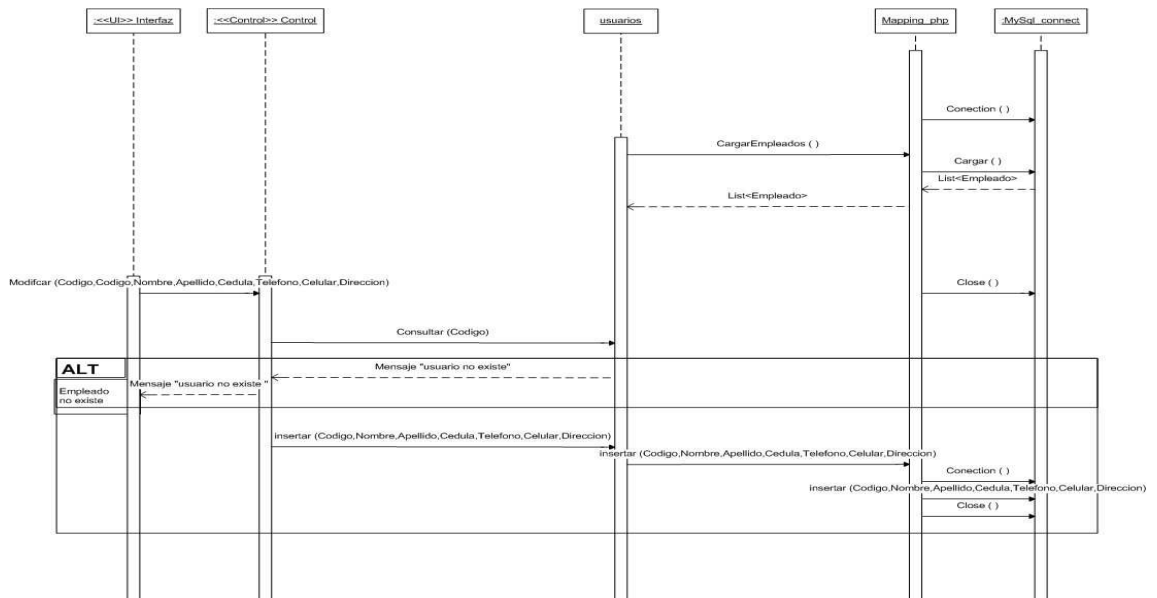 :<<UI>> Interfaz
:<<Control>> Control
usuarios
Mapping_php
:MySql_connect
Conection ( )
CargarEmpleados ( )
Cargar ( )
List<Empleado>
List<Empleado>
Modifcar (Codigo,Codigo,Nombre,Apellido,Cedula,Telefono,Celular,Direccion)
Close ( )
Consultar (Codigo)
ALT
Mensaje "usuario no existe"
Mensaje "usuario no existe "
Empleado
no existe
insertar (Codigo,Nombre,Apellido,Cedula,Telefono,Celular,Direccion)
insertar (Codigo,Nombre,Apellido,Cedula,Telefono,Celular,Direccion)
Conection ( )
insertar (Codigo,Nombre,Apellido,Cedula,Telefono,Celular,Direccion)
Close ( )